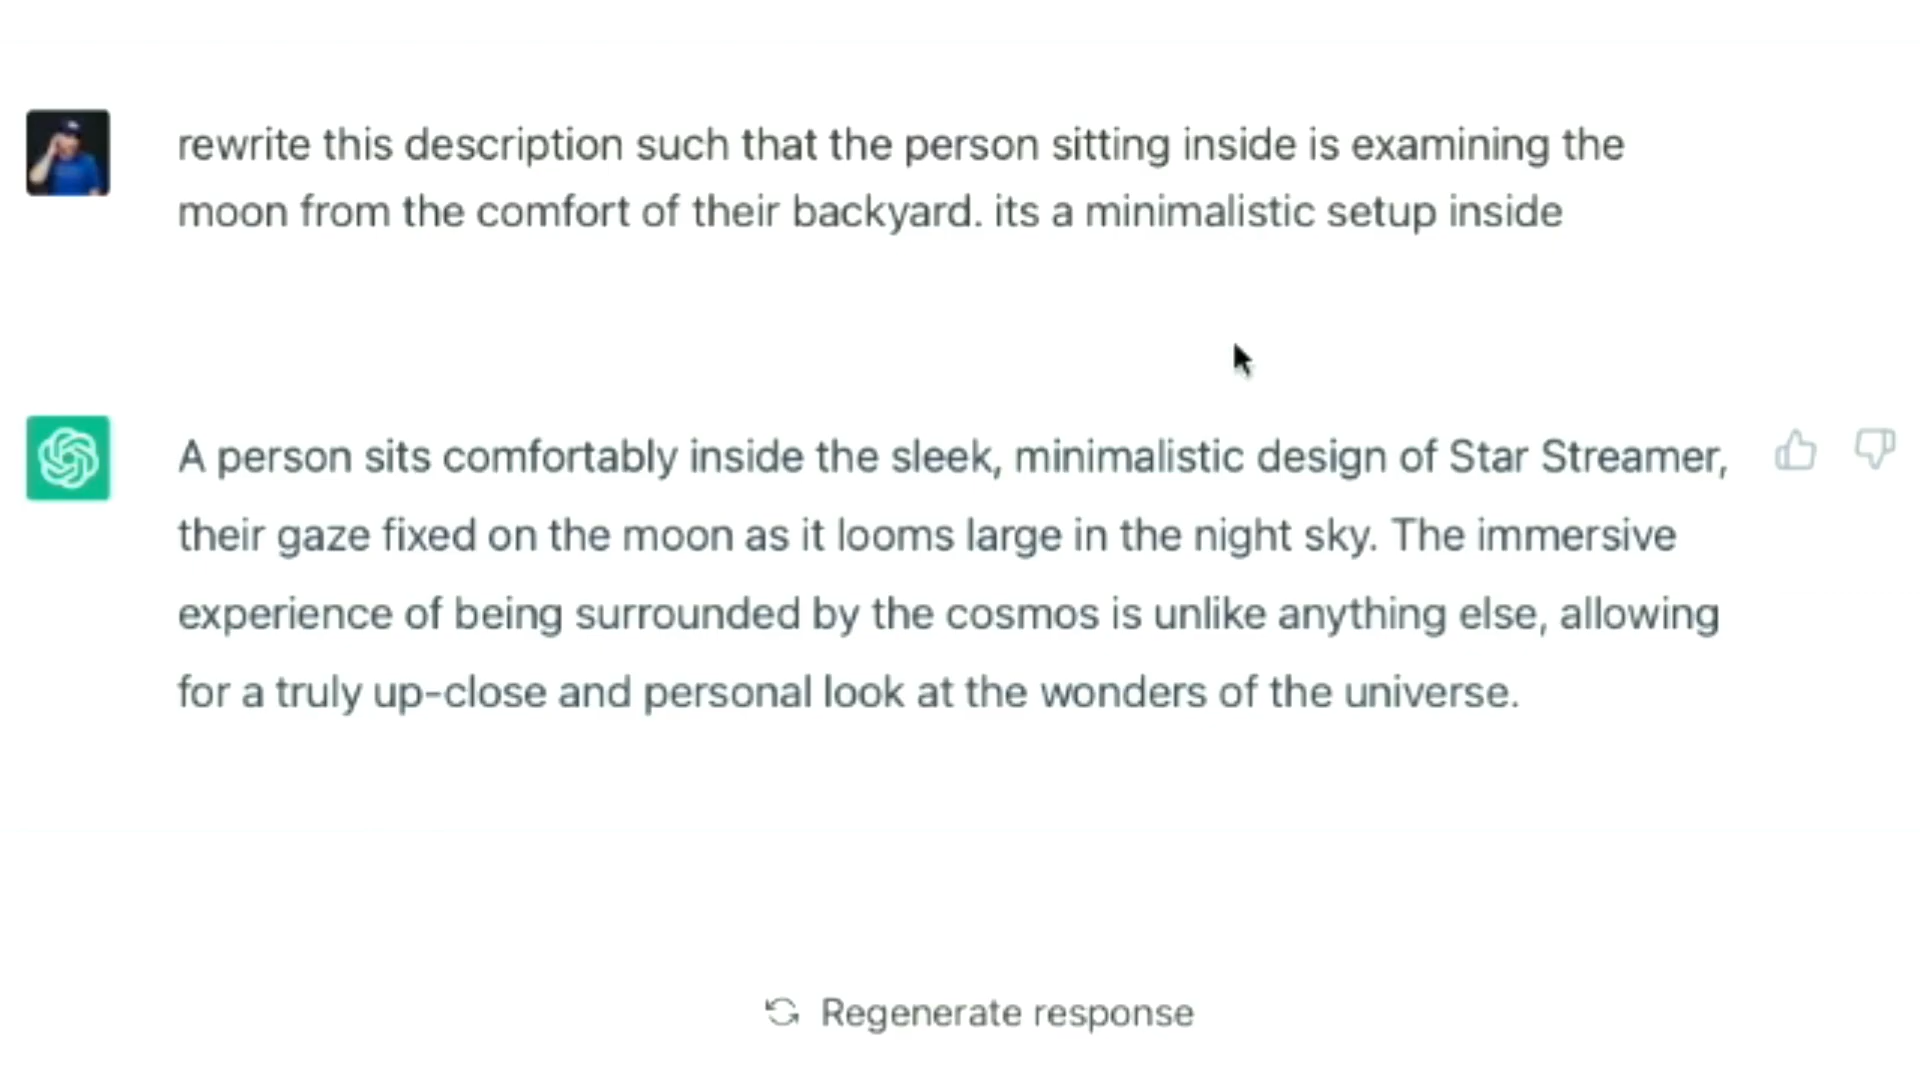 rewrite this description such that the person sitting inside is examining the
moon from the comfort of their backyard. its a minimalistic setup inside
A person sits comfortably inside the sleek, minimalistic design of Star Streamer,
their gaze fixed on the moon as it looms large in the night sky. The immersive
experience of being surrounded by the cosmos is unlike anything else, allowing
for a truly up-close and personal look at the wonders of the universe.
Regenerate response